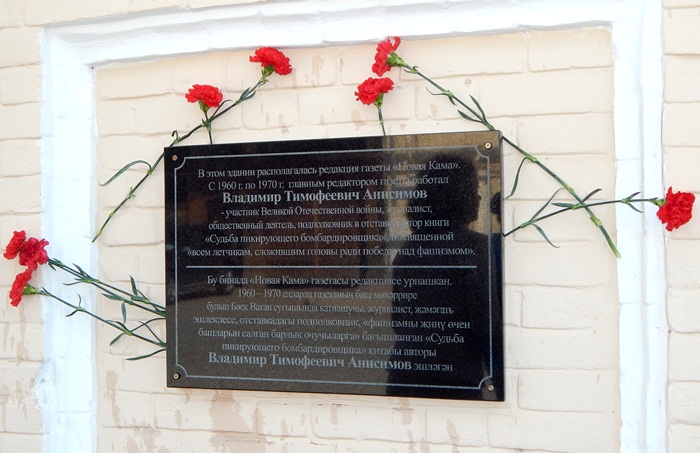 В этом здании располагалась редакция газеты «Новая Кама».
С 1960 г. по 1970 г. главным редактором газеты работал
Владимир Тимофеевич Анисимов
- участник Великой Отечественной войны, журналист,
общественный деятель, подполковник в отставке, автор книги
«Судьба пикирующего бомбардировщика», посвященной
«всем летчикам, сложившим головы ради победы над фашизмом».
Бу бинада «Новая Кама» газетасы редакциясе урнашкан.
1960 – 1970 елларда газетаның баш мөхәррире
булып Бөек Ватан сугышында катнашучы, журналист, җәмәгать
эшлеклесе, отставкадагы подполковник, «фашизмны җиңү өчен
башларын салган барлык очучыларга» багышланган «Судьба
пикирующего бомбардировщика» китабы авторы
Владимир Тимофеевич Анисимов эшләгән